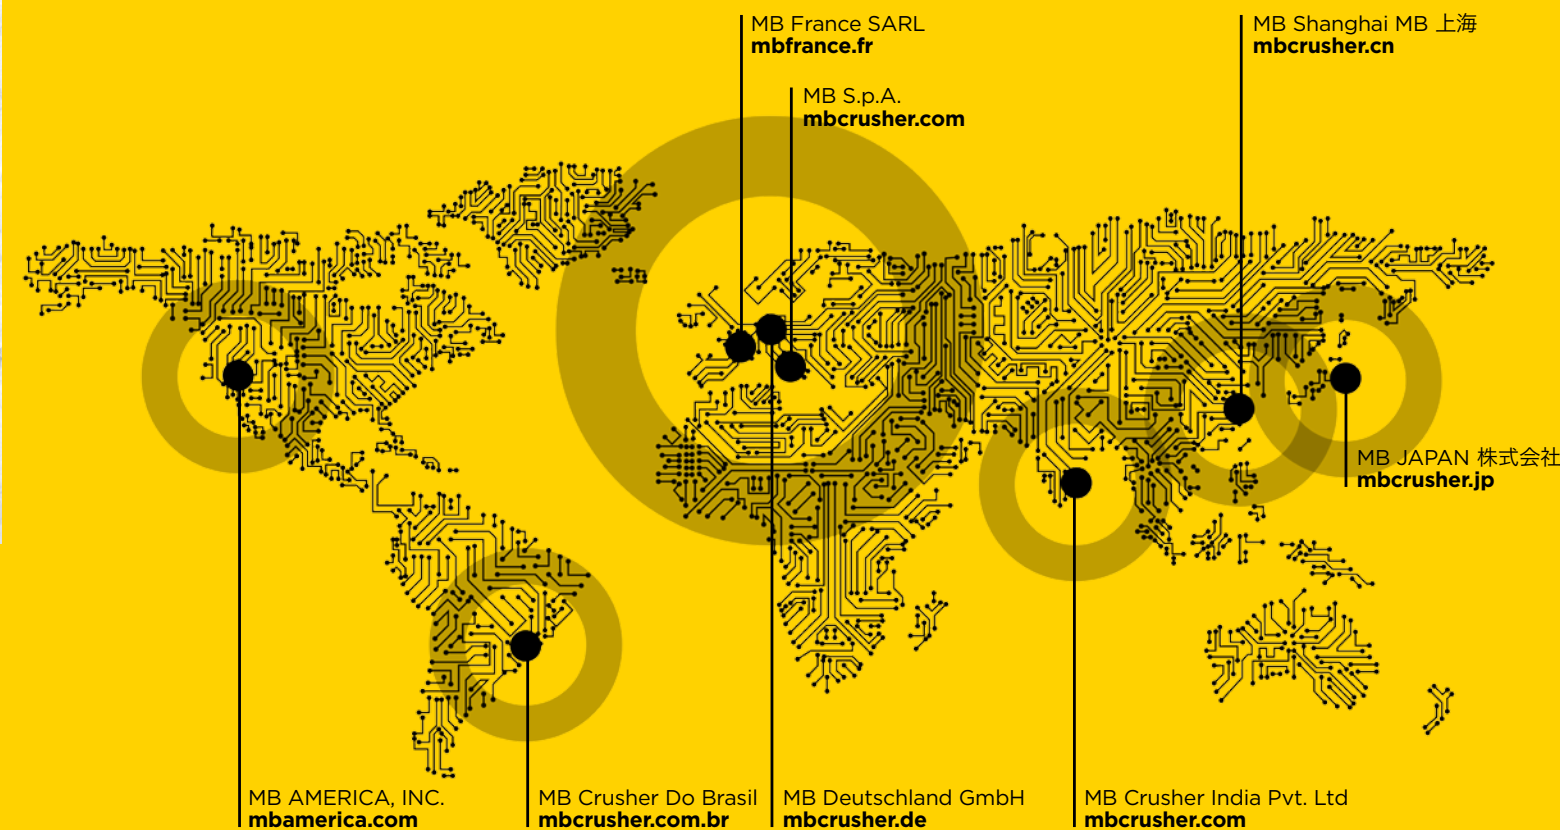 MB France SARL
mbfrance.fr
MB Shanghai MB 上海
mbcrusher.cn
MB S.p.A.
mbcrusher.com
MB JAPAN 株式会社
mbcrusher.jp
MB AMERICA, INC.
mbamerica.com
MB Crusher Do Brasil
mbcrusher.com.br
MB Deutschland GmbH
mbcrusher.de
MB Crusher India Pvt. Ltd
mbcrusher.com